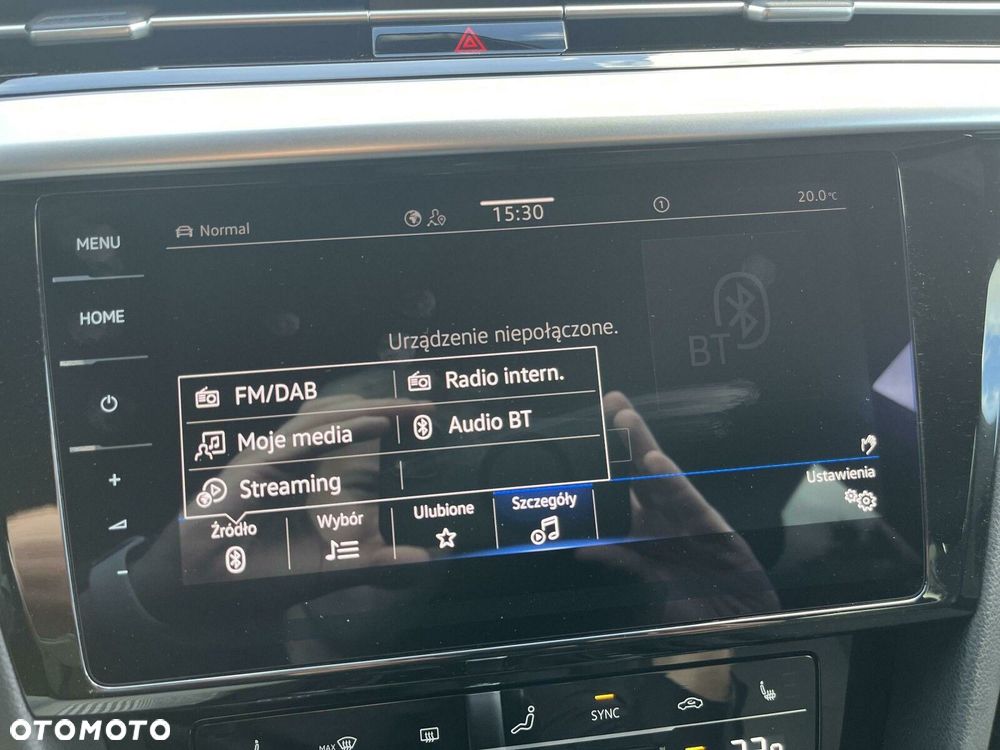 Normal
15:30
1
20.0°C
MENU
HOME
BT
Urządzenie niepołączone.
FM/DAB
Radio intern.
Moje media
Audio BT
Streaming
Ustawienia
Źródło
Wybór
Ulubione
Szczegóły
+
-
SYNC
MAX
OTOMOTO